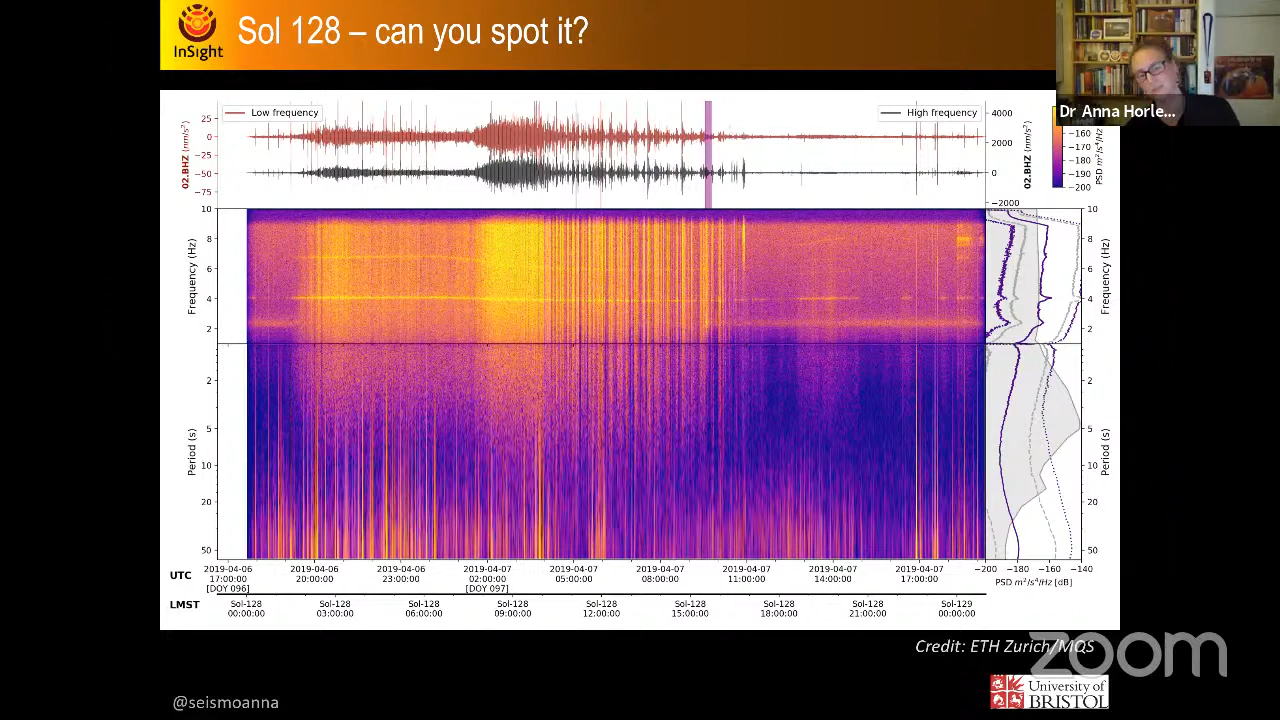 InSight
Sol 128 – can you spot it?
Dr Anna Horle...
Low frequency
High frequency
02.BHZ (nm/s²)
25
0
−25
−50
−75
4000
2000
0
−2000
02.BHZ (nm/s²)
−160
−170
−180
−190
−200
PSD m²/s⁴/Hz
Frequency (Hz)
10
8
6
4
2
10
8
6
4
2
Frequency (Hz)
Period (s)
2
5
10
20
50
2
5
10
20
50
Period (s)
UTC
2019-04-06 2019-04-06 2019-04-06 2019-04-07 2019-04-07 2019-04-07 2019-04-07 2019-04-07 2019-04-07
17:00:00 20:00:00 23:00:00 02:00:00 05:00:00 08:00:00 11:00:00 14:00:00 17:00:00
[DOY 096] [DOY 097]
−200 −180 −160 −140
PSD m²/s⁴/Hz [dB]
LMST
Sol-128 Sol-128 Sol-128 Sol-128 Sol-128 Sol-128 Sol-128 Sol-128 Sol-129
00:00:00 03:00:00 06:00:00 09:00:00 12:00:00 15:00:00 18:00:00 21:00:00 00:00:00
Credit: ETH Zurich/MQS
zoom
@seismoanna
University of
BRISTOL